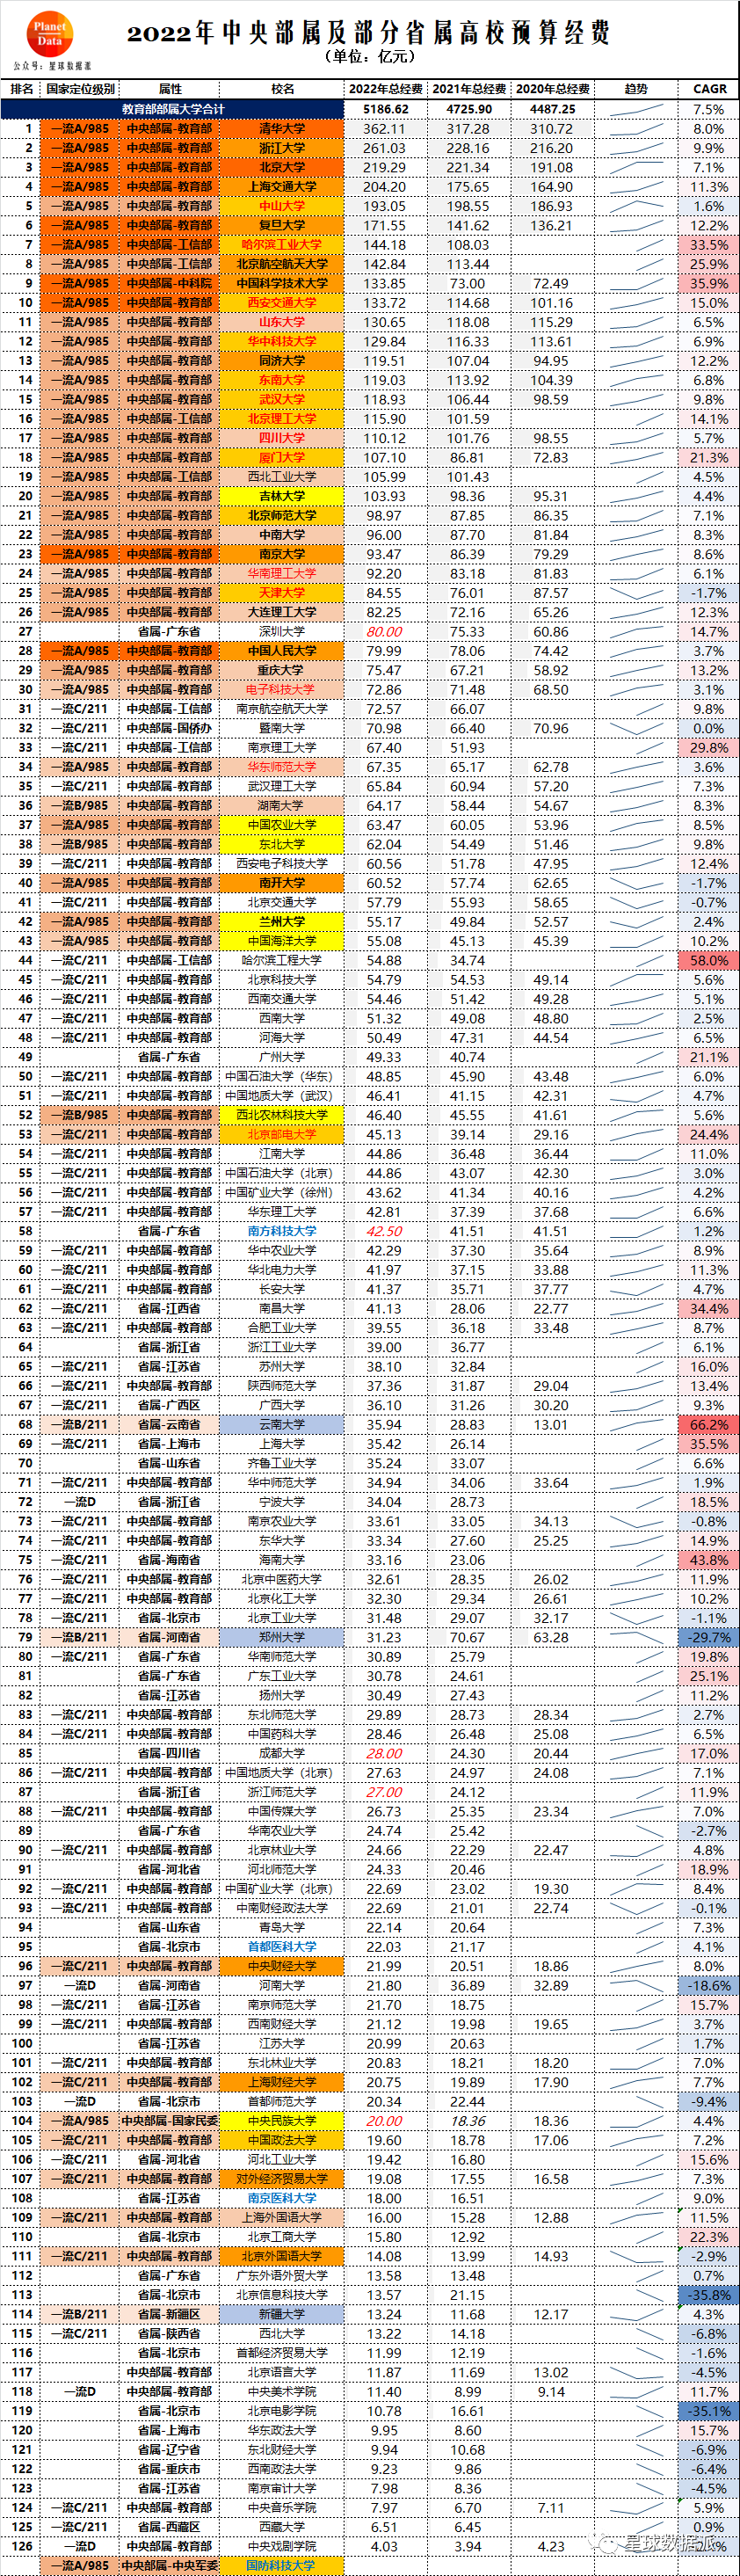 Planet
Data
公众号：星球数据派
2022年中央部属及部分省属高校预算经费
（单位：亿元）
排名 国家定位级别 属性 校名 2022年总经费 2021年总经费 2020年总经费 趋势 CAGR
教育部部属大学合计 5186.62 4725.90 4487.25 7.5%
1 一流A/985 中央部属-教育部 清华大学 362.11 317.28 310.72 8.0%
2 一流A/985 中央部属-教育部 浙江大学 261.03 228.16 216.20 9.9%
3 一流A/985 中央部属-教育部 北京大学 219.29 221.34 191.08 7.1%
4 一流A/985 中央部属-教育部 上海交通大学 204.20 175.65 164.90 11.3%
5 一流A/985 中央部属-教育部 中山大学 193.05 198.55 186.93 1.6%
6 一流A/985 中央部属-教育部 复旦大学 171.55 141.62 136.21 12.2%
7 一流A/985 中央部属-工信部 哈尔滨工业大学 144.18 108.03 33.5%
8 一流A/985 中央部属-工信部 北京航空航天大学 142.84 113.44 25.9%
9 一流A/985 中央部属-中科院 中国科学技术大学 133.85 73.00 72.49 35.9%
10 一流A/985 中央部属-教育部 西安交通大学 133.72 114.68 101.16 15.0%
11 一流A/985 中央部属-教育部 山东大学 130.65 118.08 115.29 6.5%
12 一流A/985 中央部属-教育部 华中科技大学 129.84 116.33 113.61 6.9%
13 一流A/985 中央部属-教育部 同济大学 119.51 107.04 94.95 12.2%
14 一流A/985 中央部属-教育部 东南大学 119.03 113.92 104.39 6.8%
15 一流A/985 中央部属-教育部 武汉大学 118.93 106.44 98.59 9.8%
16 一流A/985 中央部属-工信部 北京理工大学 115.90 101.59 14.1%
17 一流A/985 中央部属-教育部 四川大学 110.12 101.76 98.55 5.7%
18 一流A/985 中央部属-教育部 厦门大学 107.10 86.81 72.83 21.3%
19 一流A/985 中央部属-工信部 西北工业大学 105.99 101.43 4.5%
20 一流A/985 中央部属-教育部 吉林大学 103.93 98.36 95.31 4.4%
21 一流A/985 中央部属-教育部 北京师范大学 98.97 87.85 86.35 7.1%
22 一流A/985 中央部属-教育部 中南大学 96.00 87.70 81.84 8.3%
23 一流A/985 中央部属-教育部 南京大学 93.47 86.39 79.29 8.6%
24 一流A/985 中央部属-教育部 华南理工大学 92.20 83.18 81.83 6.1%
25 一流A/985 中央部属-教育部 天津大学 84.55 76.01 87.57 -1.7%
26 一流A/985 中央部属-教育部 大连理工大学 82.25 72.16 65.26 12.3%
27 省属-广东省 深圳大学 80.00 75.33 60.86 14.7%
28 一流A/985 中央部属-教育部 中国人民大学 79.99 78.06 74.42 3.7%
29 一流A/985 中央部属-教育部 重庆大学 75.47 67.21 58.92 13.2%
30 一流A/985 中央部属-教育部 电子科技大学 72.86 71.48 68.50 3.1%
31 一流C/211 中央部属-工信部 南京航空航天大学 72.57 66.07 9.8%
32 一流C/211 中央部属-国侨办 暨南大学 70.98 66.40 70.96 0.0%
33 一流C/211 中央部属-工信部 南京理工大学 67.40 51.93 29.8%
34 一流A/985 中央部属-教育部 华东师范大学 67.35 65.17 62.78 3.6%
35 一流C/211 中央部属-教育部 武汉理工大学 65.84 60.94 57.20 7.3%
36 一流B/985 中央部属-教育部 湖南大学 64.17 58.44 54.67 8.3%
37 一流A/985 中央部属-教育部 中国农业大学 63.47 60.05 53.96 8.5%
38 一流B/985 中央部属-教育部 东北大学 62.04 54.49 51.46 9.8%
39 一流C/211 中央部属-教育部 西安电子科技大学 60.56 51.78 47.95 12.4%
40 一流A/985 中央部属-教育部 南开大学 60.52 57.74 62.65 -1.7%
41 一流C/211 中央部属-教育部 北京交通大学 57.79 55.93 58.65 -0.7%
42 一流A/985 中央部属-教育部 兰州大学 55.17 49.84 52.57 2.4%
43 一流A/985 中央部属-教育部 中国海洋大学 55.08 45.13 45.39 10.2%
44 一流C/211 中央部属-工信部 哈尔滨工程大学 54.88 34.74 58.0%
45 一流C/211 中央部属-教育部 北京科技大学 54.79 54.53 49.14 5.6%
46 一流C/211 中央部属-教育部 西南交通大学 54.46 51.42 49.28 5.1%
47 一流C/211 中央部属-教育部 西南大学 51.32 49.08 48.80 2.5%
48 一流C/211 中央部属-教育部 河海大学 50.49 47.31 44.54 6.5%
49 省属-广东省 广州大学 49.33 40.74 21.1%
50 一流C/211 中央部属-教育部 中国石油大学（华东） 48.85 45.90 43.48 6.0%
51 一流C/211 中央部属-教育部 中国地质大学（武汉） 46.41 41.15 42.31 4.7%
52 一流B/985 中央部属-教育部 西北农林科技大学 46.40 45.55 41.61 5.6%
53 一流C/211 中央部属-教育部 北京邮电大学 45.13 39.14 29.16 24.4%
54 一流C/211 中央部属-教育部 江南大学 44.86 36.48 36.44 11.0%
55 一流C/211 中央部属-教育部 中国石油大学（北京） 44.86 43.07 42.30 3.0%
56 一流C/211 中央部属-教育部 中国矿业大学（徐州） 43.62 41.34 40.16 4.2%
57 一流C/211 中央部属-教育部 华东理工大学 42.81 37.39 37.68 6.6%
58 省属-广东省 南方科技大学 42.50 41.51 41.51 1.2%
59 一流C/211 中央部属-教育部 华中农业大学 42.29 37.30 35.64 8.9%
60 一流C/211 中央部属-教育部 华北电力大学 41.97 37.15 33.88 11.3%
61 一流C/211 中央部属-教育部 长安大学 41.37 35.71 37.77 4.7%
62 一流C/211 省属-江西省 南昌大学 41.13 28.06 22.77 34.4%
63 一流C/211 中央部属-教育部 合肥工业大学 39.55 36.18 33.48 8.7%
64 省属-浙江省 浙江工业大学 39.00 36.77 6.1%
65 一流C/211 省属-江苏省 苏州大学 38.10 32.84 16.0%
66 一流C/211 中央部属-教育部 陕西师范大学 37.36 31.87 29.04 13.4%
67 一流C/211 省属-广西区 广西大学 36.10 31.26 30.20 9.3%
68 一流B/211 省属-云南省 云南大学 35.94 28.83 13.01 66.2%
69 一流C/211 省属-上海市 上海大学 35.42 26.14 35.5%
70 省属-山东省 齐鲁工业大学 35.24 33.07 6.6%
71 一流C/211 中央部属-教育部 华中师范大学 34.94 34.06 33.64 1.9%
72 一流D 省属-浙江省 宁波大学 34.04 28.73 18.5%
73 一流C/211 中央部属-教育部 南京农业大学 33.61 33.05 34.13 -0.8%
74 一流C/211 中央部属-教育部 东华大学 33.34 27.60 25.25 14.9%
75 一流C/211 省属-海南省 海南大学 33.16 23.06 43.8%
76 一流C/211 中央部属-教育部 北京中医药大学 32.61 28.35 26.02 11.9%
77 一流C/211 中央部属-教育部 北京化工大学 32.30 29.34 26.61 10.2%
78 一流C/211 省属-北京市 北京工业大学 31.48 29.07 32.17 -1.1%
79 一流B/211 省属-河南省 郑州大学 31.23 70.67 63.28 -29.7%
80 一流C/211 省属-广东省 华南师范大学 30.89 25.79 19.8%
81 省属-广东省 广东工业大学 30.78 24.61 25.1%
82 省属-江苏省 扬州大学 30.49 27.43 11.2%
83 一流C/211 中央部属-教育部 东北师范大学 29.89 28.73 28.34 2.7%
84 一流C/211 中央部属-教育部 中国药科大学 28.46 26.48 25.08 6.5%
85 省属-四川省 成都大学 28.00 24.30 20.44 17.0%
86 一流C/211 中央部属-教育部 中国地质大学（北京） 27.63 24.97 24.08 7.1%
87 省属-浙江省 浙江师范大学 27.00 24.12 11.9%
88 一流C/211 中央部属-教育部 中国传媒大学 26.73 25.35 23.34 7.0%
89 省属-广东省 华南农业大学 24.74 25.42 -2.7%
90 一流C/211 中央部属-教育部 北京林业大学 24.66 22.29 22.47 4.8%
91 省属-河北省 河北师范大学 24.33 20.46 18.9%
92 一流C/211 中央部属-教育部 中国矿业大学（北京） 22.69 23.02 19.30 8.4%
93 一流C/211 中央部属-教育部 中南财经政法大学 22.69 21.01 22.74 -0.1%
94 省属-山东省 青岛大学 22.14 20.64 7.3%
95 省属-北京市 首都医科大学 22.03 21.17 4.1%
96 一流C/211 中央部属-教育部 中央财经大学 21.99 20.51 18.86 8.0%
97 一流D 省属-河南省 河南大学 21.80 36.89 32.89 -18.6%
98 一流C/211 省属-江苏省 南京师范大学 21.70 18.75 15.7%
99 一流C/211 中央部属-教育部 西南财经大学 21.12 19.98 19.65 3.7%
100 省属-江苏省 江苏大学 20.99 20.63 1.7%
101 一流C/211 中央部属-教育部 东北林业大学 20.83 18.21 18.20 7.0%
102 一流C/211 中央部属-教育部 上海财经大学 20.75 19.89 17.90 7.7%
103 一流D 省属-北京市 首都师范大学 20.34 22.44 -9.4%
104 一流A/985 中央部属-国家民委 中央民族大学 20.00 18.36 18.36 4.4%
105 一流C/211 中央部属-教育部 中国政法大学 19.60 18.78 17.06 7.2%
106 一流C/211 省属-河北省 河北工业大学 19.42 16.80 15.6%
107 一流C/211 中央部属-教育部 对外经济贸易大学 19.08 17.55 16.58 7.3%
108 省属-江苏省 南京医科大学 18.00 16.51 9.0%
109 一流C/211 中央部属-教育部 上海外国语大学 16.00 15.28 12.88 11.5%
110 省属-北京市 北京工商大学 15.80 12.92 22.3%
111 一流C/211 中央部属-教育部 北京外国语大学 14.08 13.99 14.93 -2.9%
112 省属-广东省 广东外语外贸大学 13.58 13.48 0.7%
113 省属-北京市 北京信息科技大学 13.57 21.15 -35.8%
114 一流B/211 省属-新疆区 新疆大学 13.24 11.68 12.17 4.3%
115 一流C/211 省属-陕西省 西北大学 13.22 14.18 -6.8%
116 省属-北京市 首都经济贸易大学 11.99 12.19 -1.6%
117 中央部属-教育部 北京语言大学 11.87 11.69 13.02 -4.5%
118 一流D 中央部属-教育部 中央美术学院 11.40 8.99 9.14 11.7%
119 省属-北京市 北京电影学院 10.78 16.61 -35.1%
120 省属-上海市 华东政法大学 9.95 8.60 15.7%
121 省属-辽宁省 东北财经大学 9.94 10.68 -6.9%
122 省属-重庆市 西南政法大学 9.23 9.86 -6.4%
123 省属-江苏省 南京审计大学 7.98 8.36 -4.5%
124 一流C/211 中央部属-教育部 中央音乐学院 7.97 6.70 7.11 5.9%
125 一流C/211 省属-西藏区 西藏大学 6.51 6.45 0.9%
126 一流D 中央部属-教育部 中央戏剧学院 4.03 3.94 4.23
一流A/985 中央部属-中央军委 国防科技大学
星球数据派